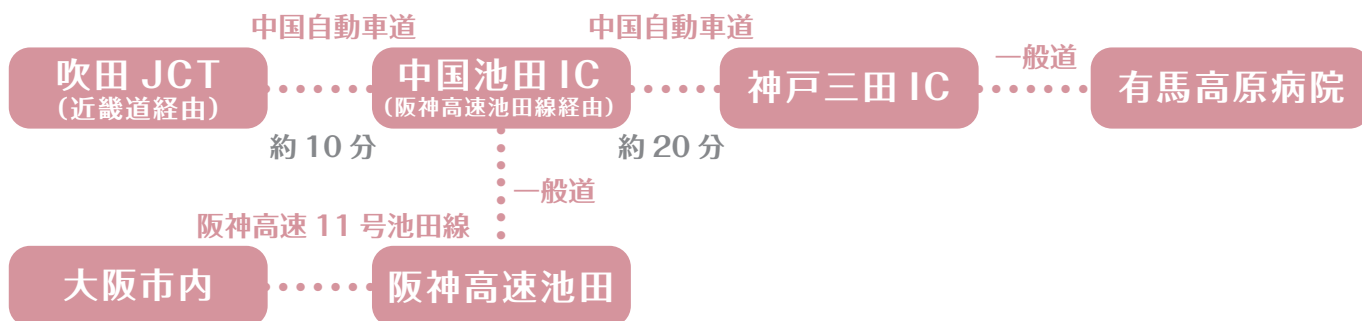 中国自動車道
中国自動車道
吹田 JCT
(近畿道経由)
中国池田 IC
(阪神高速池田線経由)
神戸三田 IC
一般道
有馬高原病院
約 10 分
約 20 分
一般道
阪神高速 11 号池田線
大阪市内
阪神高速池田